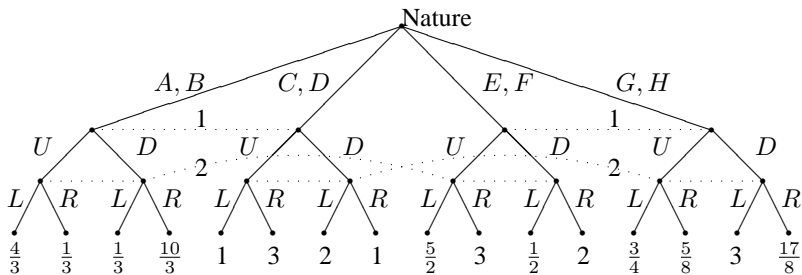 Nature
A, B C, D E, F G, H
1 1
U D U D U D U D
2 2
L R L R L R L R L R L R L R L R
4/3 1/3 1/3 10/3 1 3 2 1 5/2 3 1/2 2 3/4 5/8 3 17/8